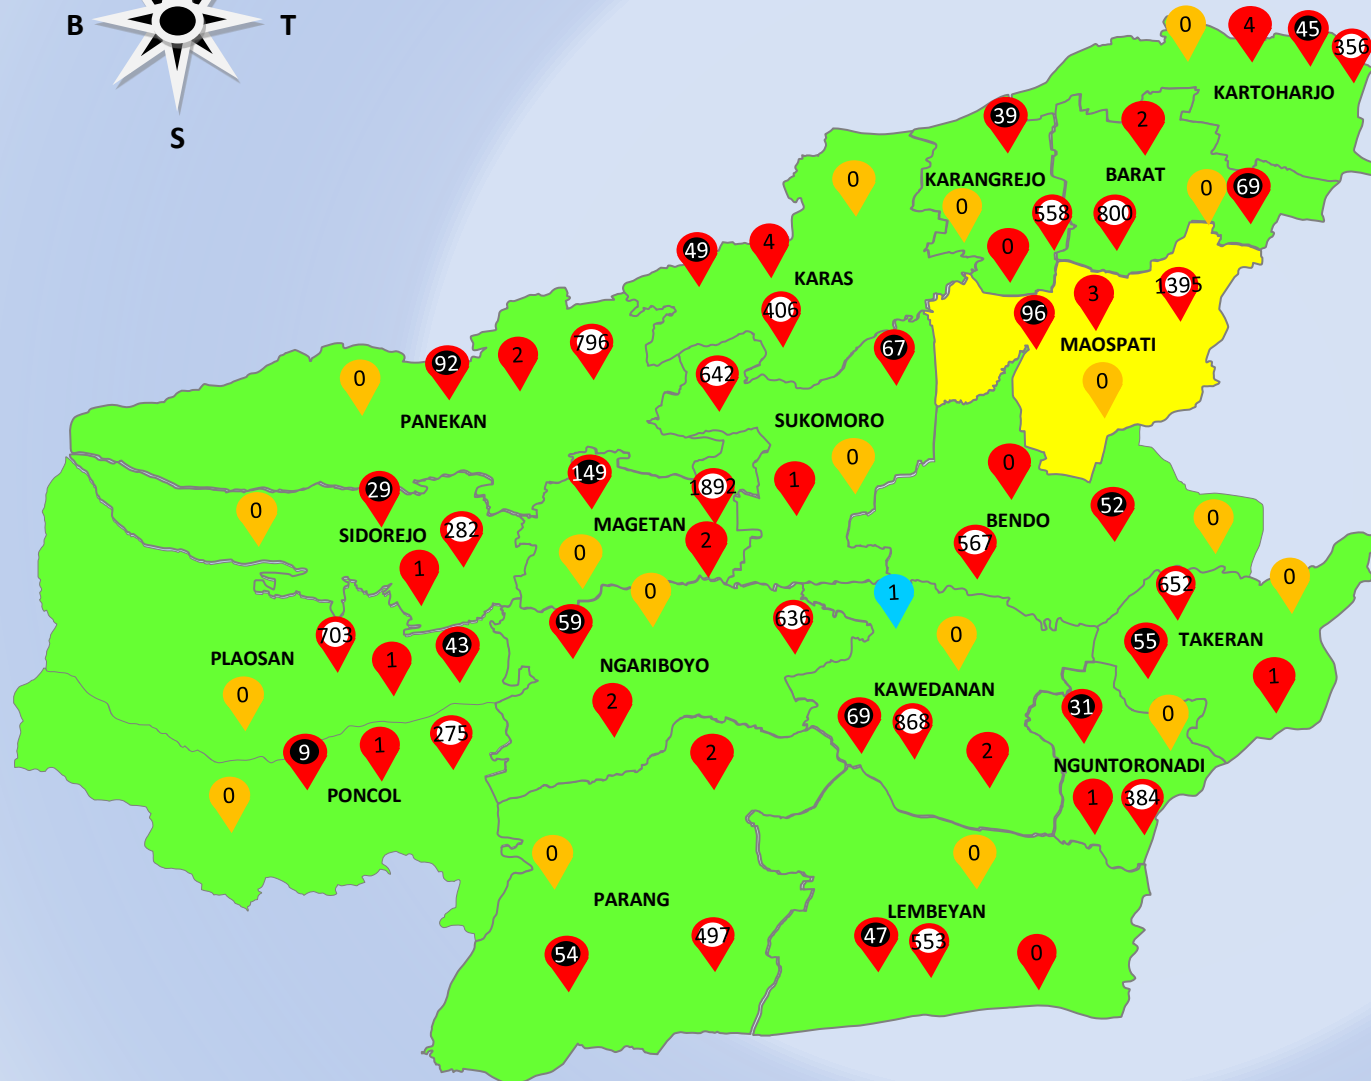 B T
S
0 4 45 356
KARTOHARJO
39 2
KARANGREJO BARAT
0 0 558 800 0 69
0
49 4
KARAS
406
96 3 1395
MAOSPATI
0
67
642
0 92 2 796
PANEKAN
SUKOMORO
0
1
149 1892
MAGETAN
0 2
29
0
SIDOREJO 282
1
0
BENDO 52
567
0
0
652
55 TAKERAN
1
1
0
KAWEDANAN
69 868 2
0
59 636
NGARIBOYO
2
703
PLAOSAN 1 43
0
31 0
NGUNTORONADI
1 384
9 1 275
PONCOL
0
2
0
PARANG
54 497
0
LEMBEYAN
47 553 0